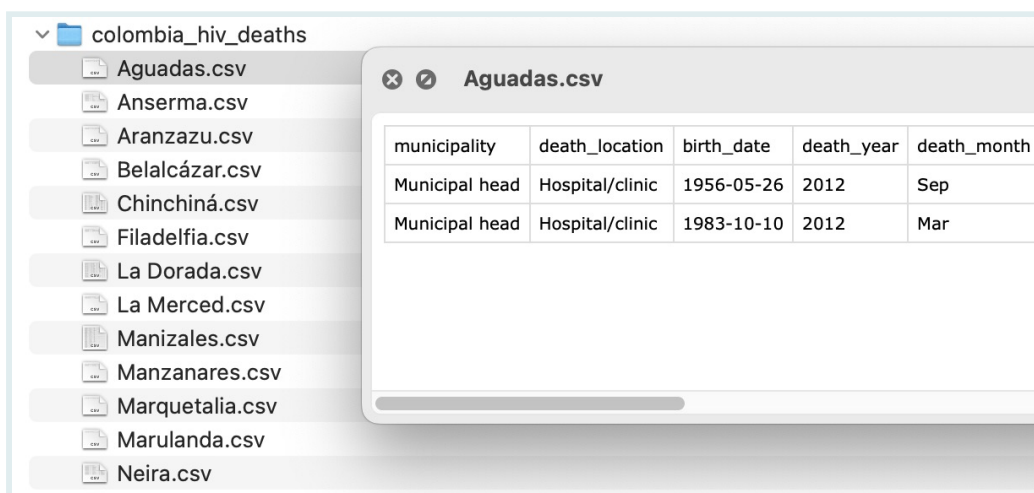 colombia_hiv_deaths
Aguadas.csv
Anserma.csv
Aranzazu.csv
Belalcázar.csv
Chinchiná.csv
Filadelfia.csv
La Dorada.csv
La Merced.csv
Manizales.csv
Manzanares.csv
Marquetalia.csv
Marulanda.csv
Neira.csv
Aguadas.csv
municipality death_location birth_date death_year death_month
Municipal head Hospital/clinic 1956-05-26 2012 Sep
Municipal head Hospital/clinic 1983-10-10 2012 Mar